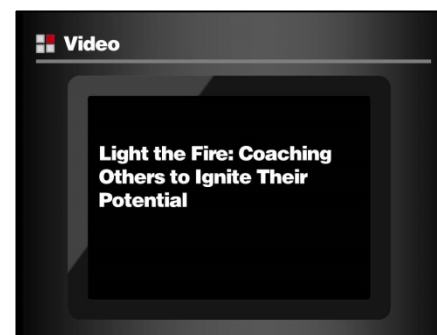 Video
Light the Fire: Coaching
Others to Ignite Their
Potential